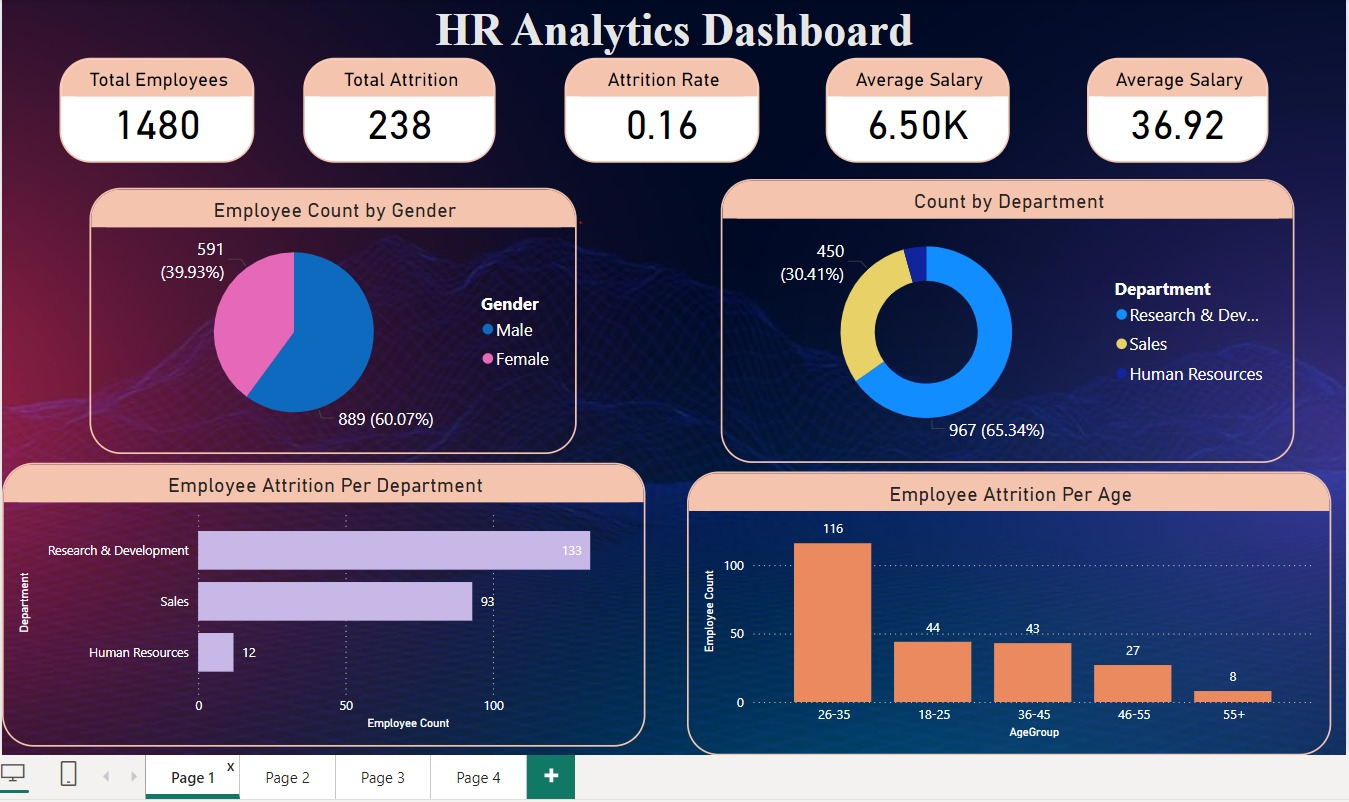 HR Analytics Dashboard
Total Employees
1480
Total Attrition
238
Attrition Rate
0.16
Average Salary
6.50K
Average Salary
36.92
Employee Count by Gender
591
(39.93%)
889 (60.07%)
Gender
Male
Female
Count by Department
450
(30.41%)
967 (65.34%)
Department
Research & Dev...
Sales
Human Resources
Employee Attrition Per Department
Department
Research & Development
133
Sales
93
Human Resources
12
0
50
100
Employee Count
Employee Attrition Per Age
Employee Count
100
50
0
116
44
43
27
8
26-35
18-25
36-45
46-55
55+
AgeGroup
Page 1
x
Page 2
Page 3
Page 4
+